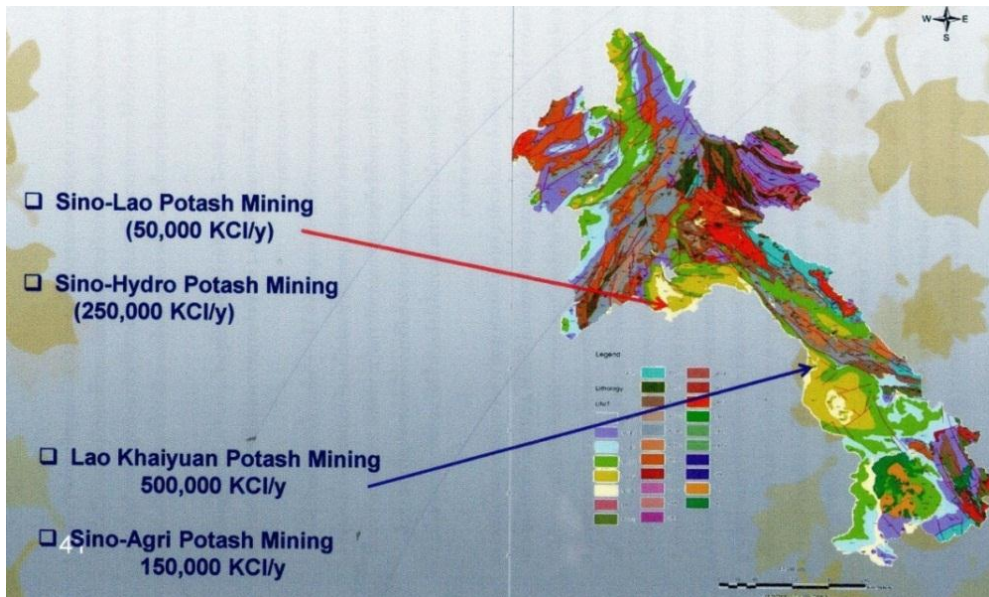 W E
S
Sino-Lao Potash Mining
(50,000 KCl/y)
Sino-Hydro Potash Mining
(250,000 KCl/y)
Legend
Lithology
Lao Khaiyuan Potash Mining
500,000 KCl/y
Sino-Agri Potash Mining
41
150,000 KCl/y